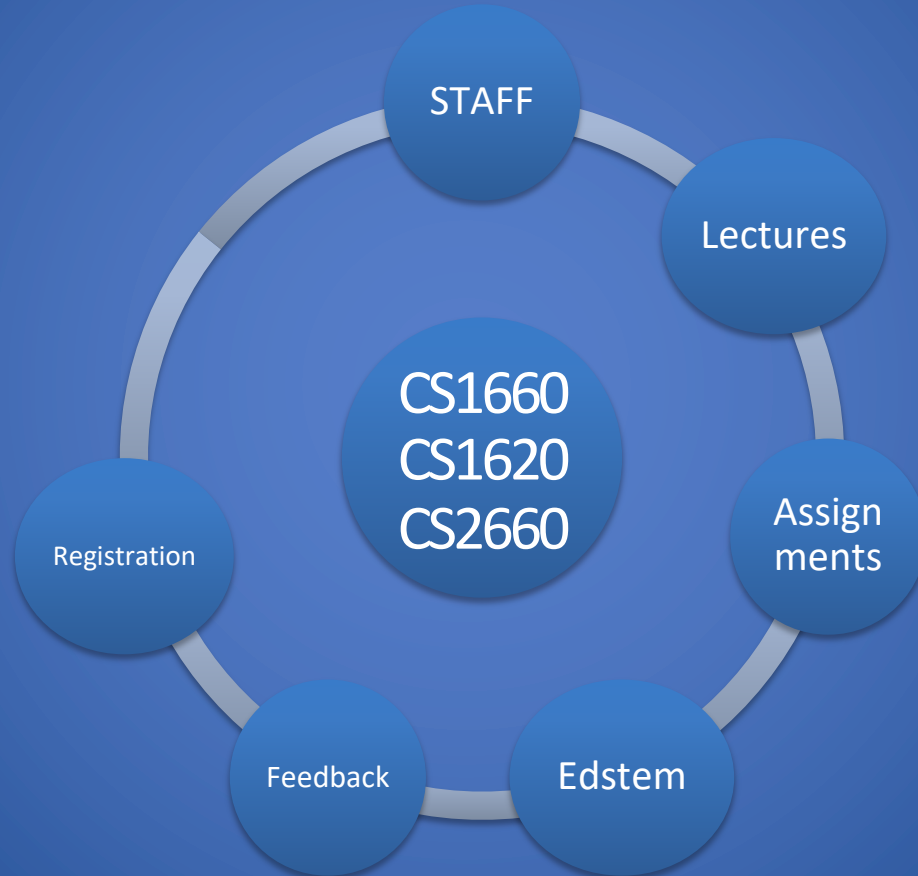 STAFF
Lectures
CS1660
CS1620
CS2660
Assign
ments
Registration
Feedback
Edstem